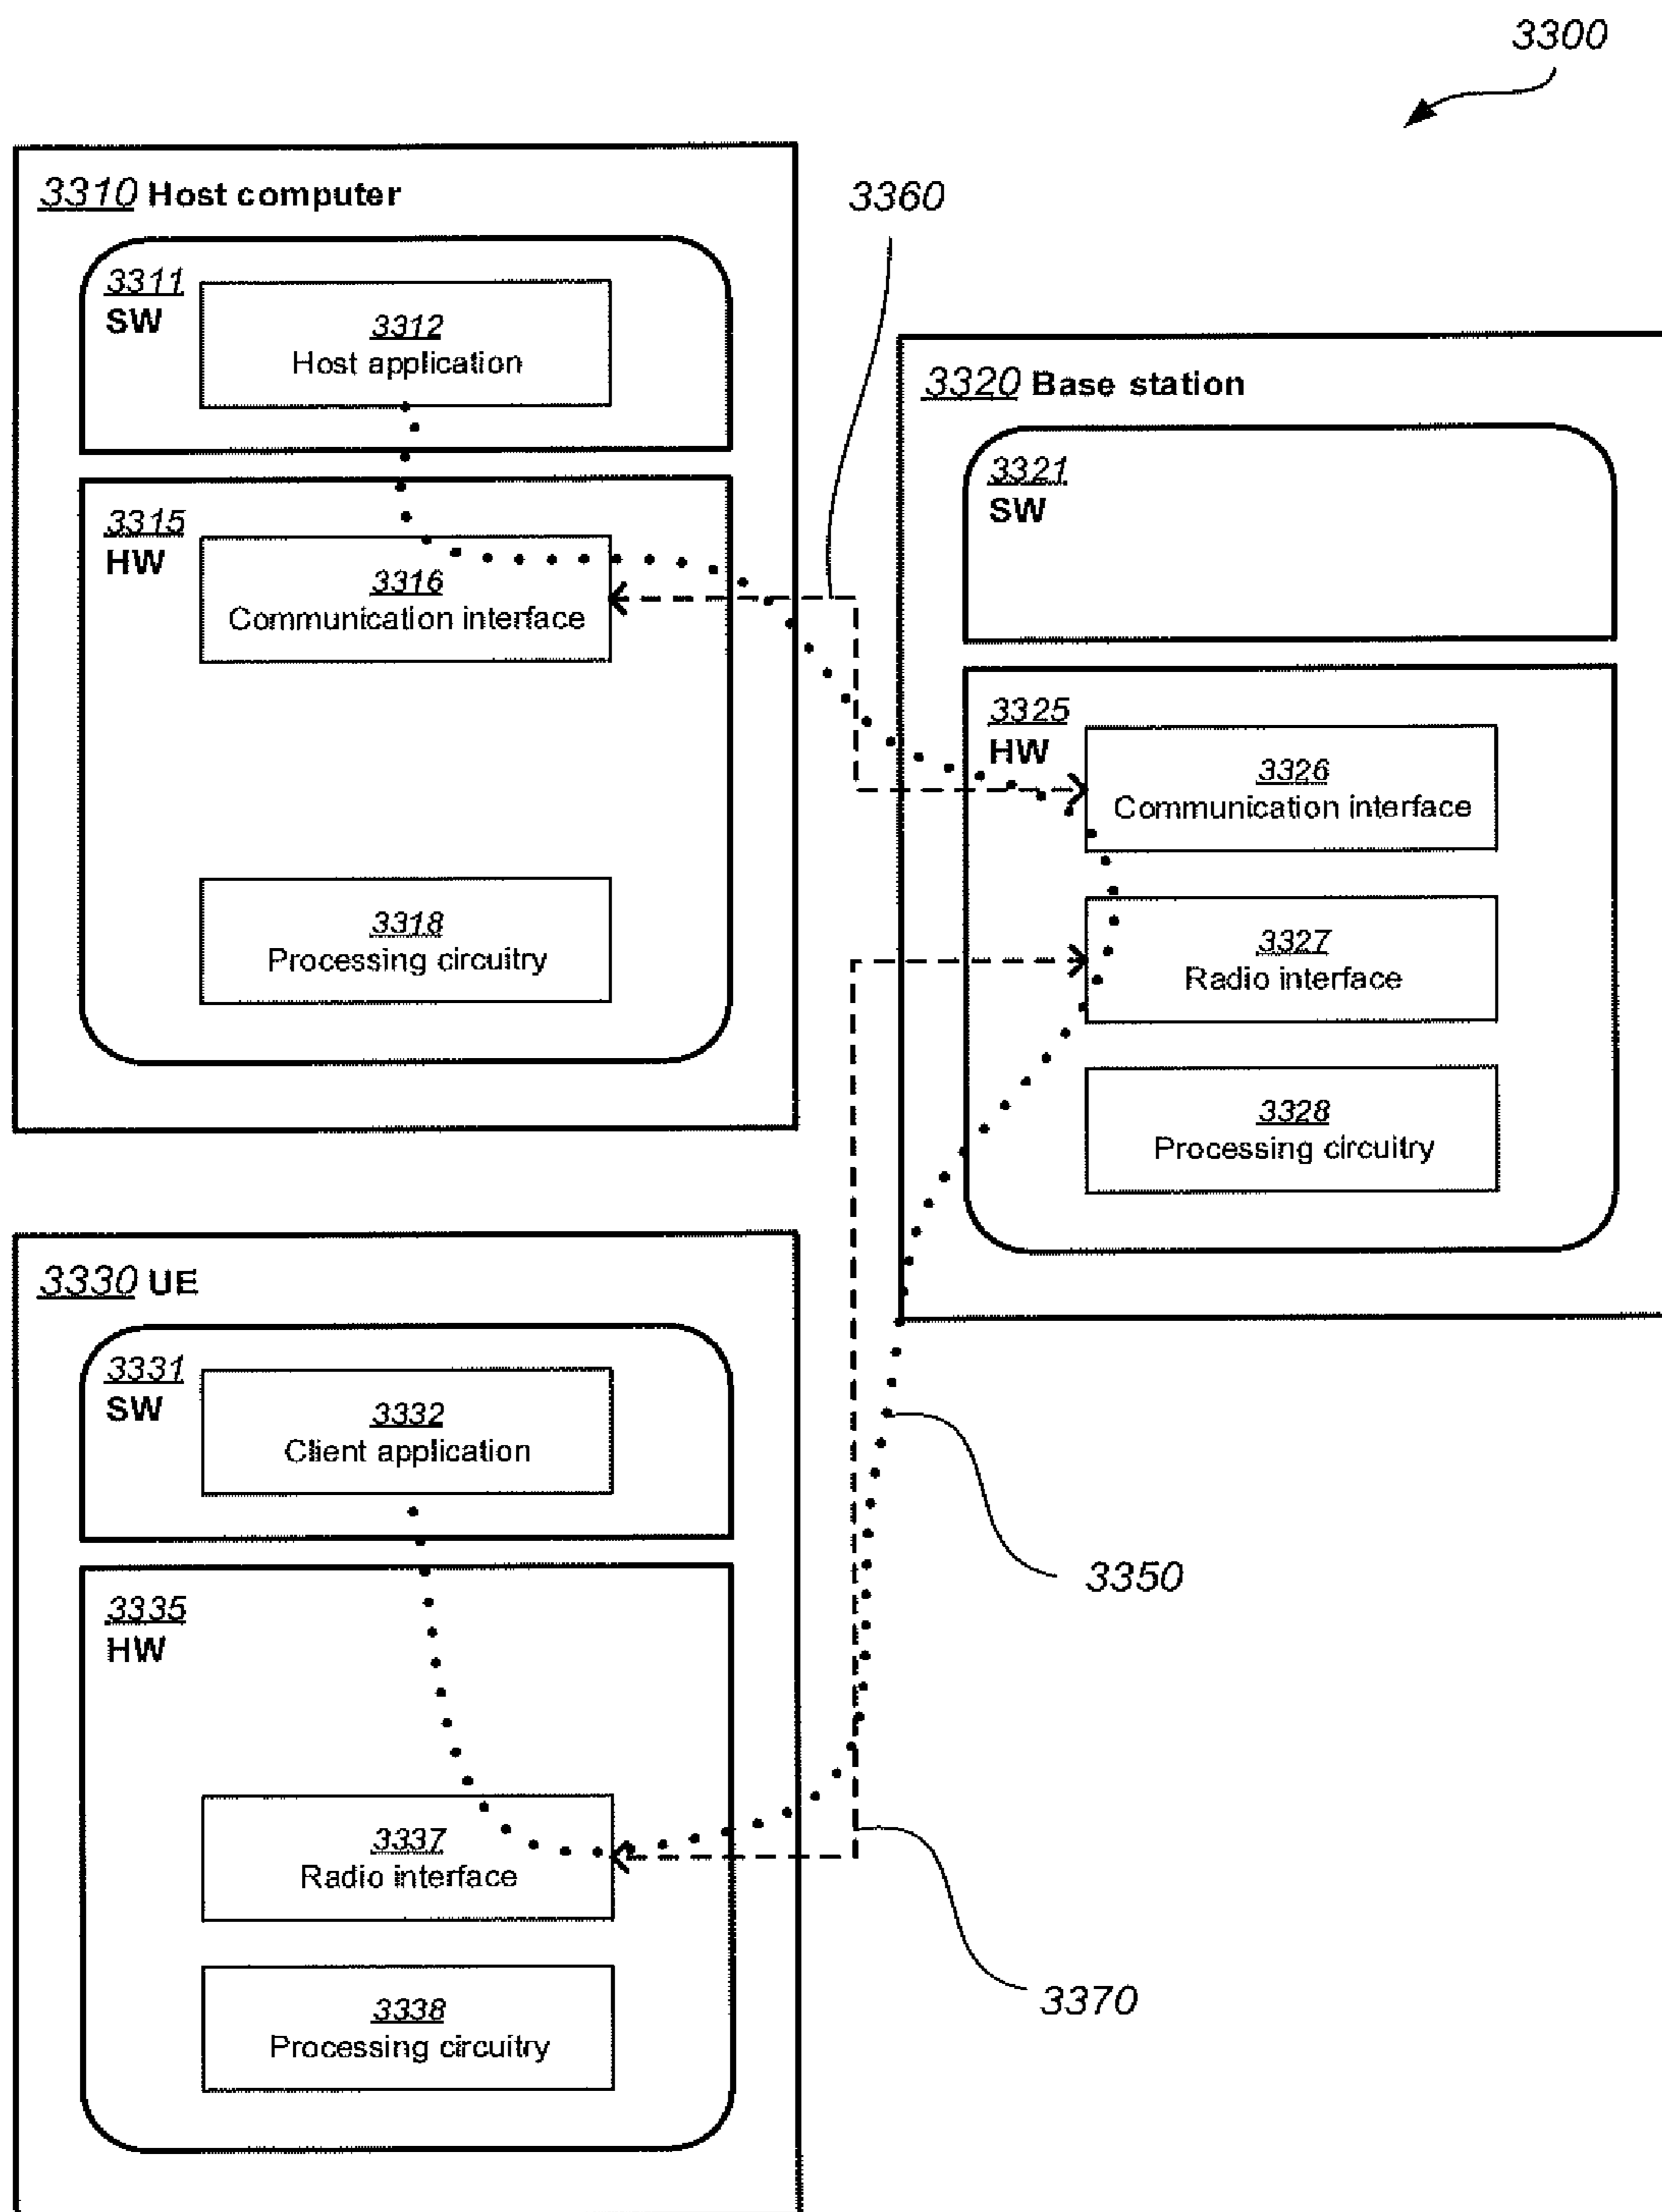 3300
3310 Host computer
3311
SW
3312
Host application
3315
HW
3316
Communication interface
3318
Processing circuitry
3360
3320 Base station
3321
SW
3325
HW
3326
Communication interface
3327
Radio interface
3328
Processing circuitry
3330 UE
3331
SW
3332
Client application
3335
HW
3337
Radio interface
3338
Processing circuitry
3350
3370